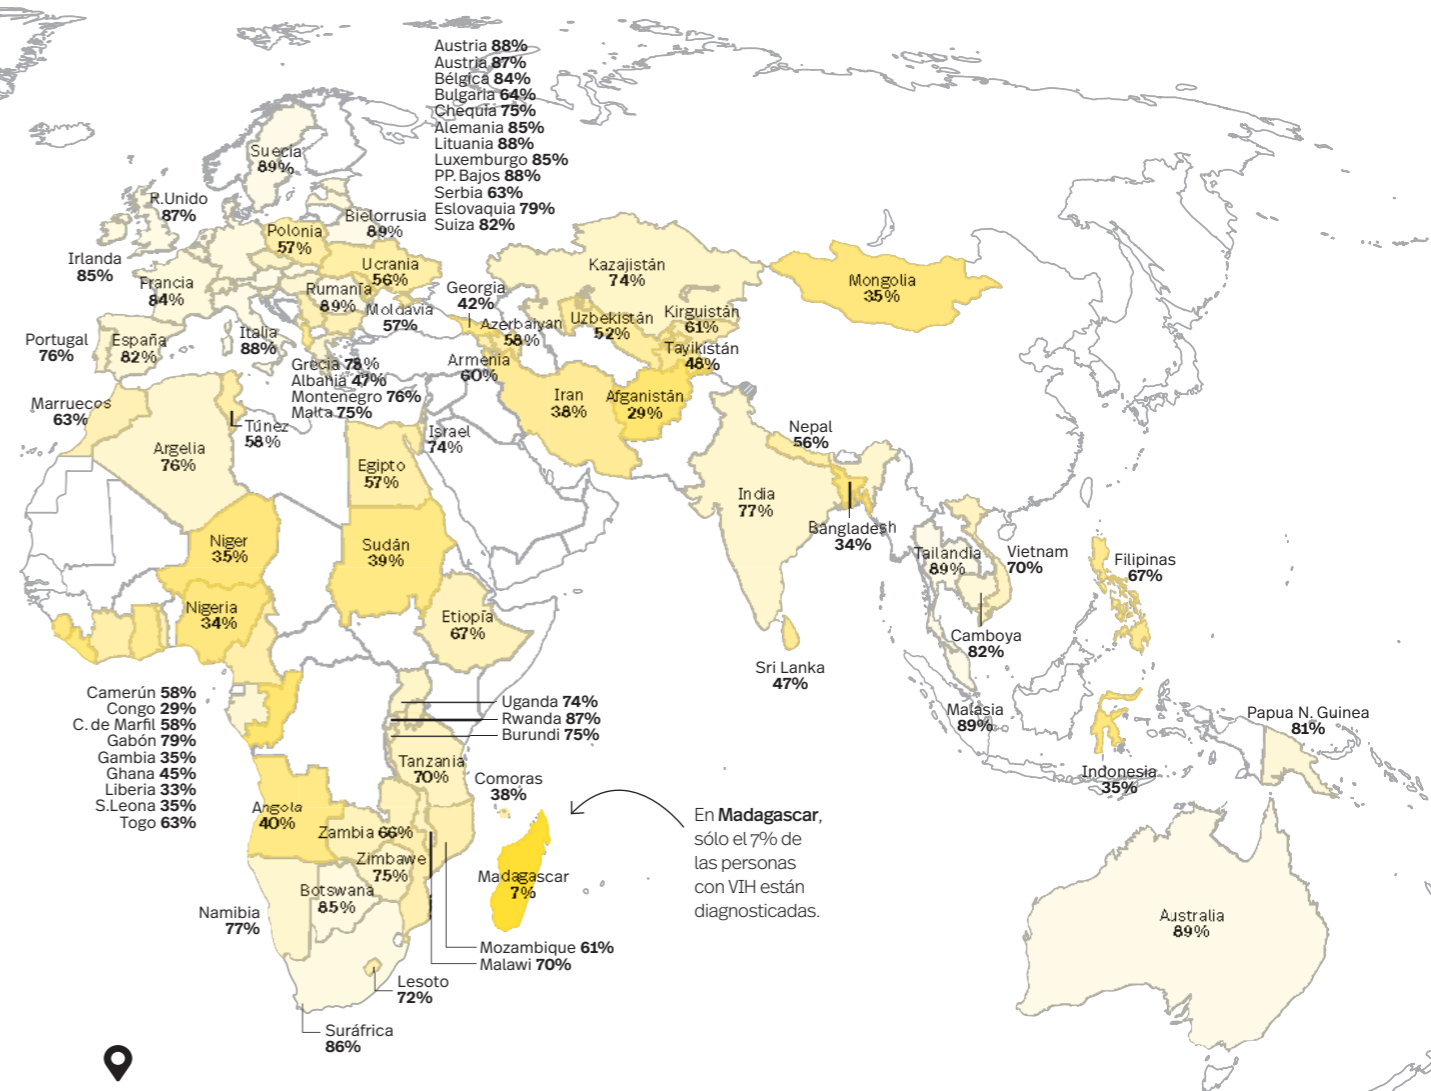 Austria 88%
Austria 87%
Bélgica 84%
Bulgaria 64%
Chequia 75%
Alemania 85%
Lituania 88%
Luxemburgo 85%
PP. Bajos 88%
Serbia 63%
Eslovaquia 79%
Suiza 82%
Suecia
89%
R.Unido
87%
Bielorrusia
89%
Polonia
57%
Irlanda
85%
Ucrania
56%
Francia
84%
Rumanía
89%
Moldavia
57%
Georgia
42%
Kazajistán
74%
Mongolia
35%
Azerbaiyan
58%
Uzbekistán
52%
Kirguistán
61%
Portugal
76%
España
82%
Italia
88%
Tayikistán
48%
Armenia
60%
Grecia 78%
Albania 47%
Montenegro 76%
Malta 75%
Iran
38%
Afganistán
29%
Marruecos
63%
Túnez
58%
Israel
74%
Nepal
56%
Argelia
76%
Egipto
57%
India
77%
Bangladesh
34%
Niger
35%
Sudán
39%
Tailandia
89%
Vietnam
70%
Filipinas
67%
Nigeria
34%
Etiopía
67%
Camboya
82%
Sri Lanka
47%
Camerún 58%
Congo 29%
C. de Marfil 58%
Gabón 79%
Gambia 35%
Ghana 45%
Liberia 33%
S.Leona 35%
Togo 63%
Uganda 74%
Rwanda 87%
Burundi 75%
Malasia
89%
Papua N. Guinea
81%
Tanzania
70%
Comoras
38%
Indonesia
35%
Angola
40%
Zambia 66%
En Madagascar,
sólo el 7% de
las personas
con VIH están
diagnosticadas.
Zimbawe
75%
Madagascar
7%
Botswana
85%
Namibia
77%
Australia
89%
Mozambique 61%
Malawi 70%
Lesoto
72%
Suráfrica
86%